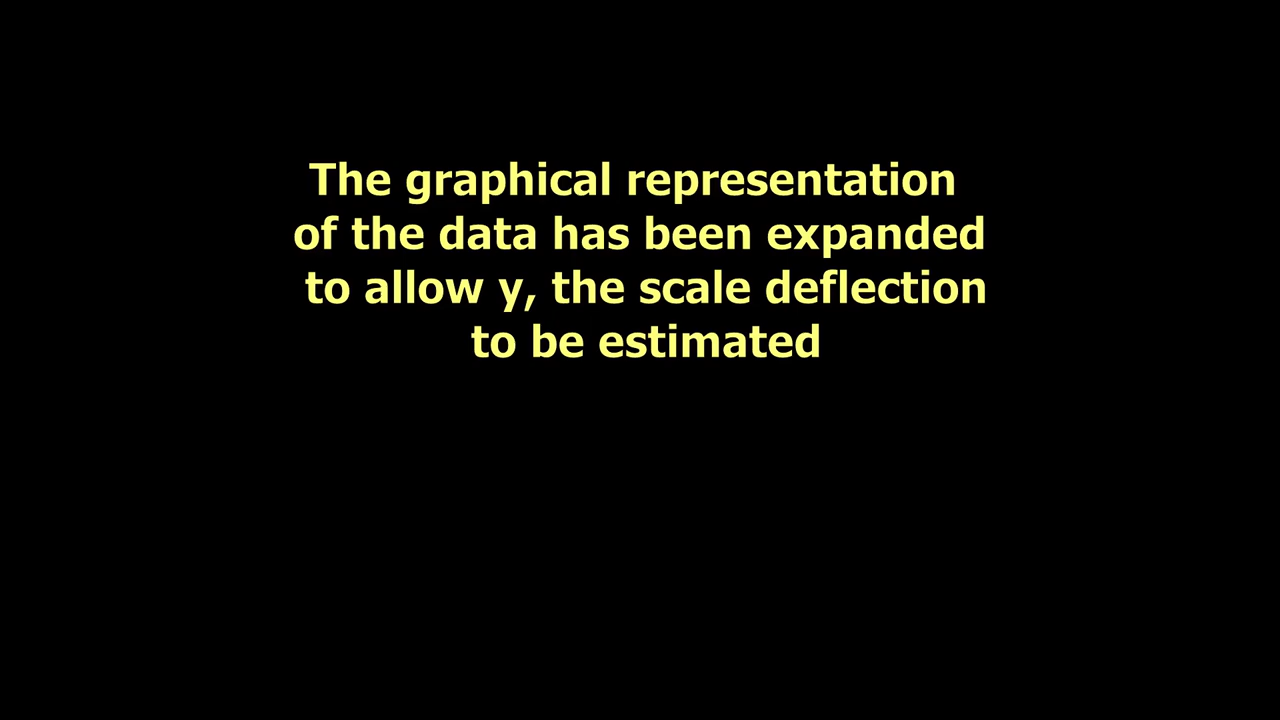 The graphical representation
of the data has been expanded
to allow y, the scale deflection
to be estimated